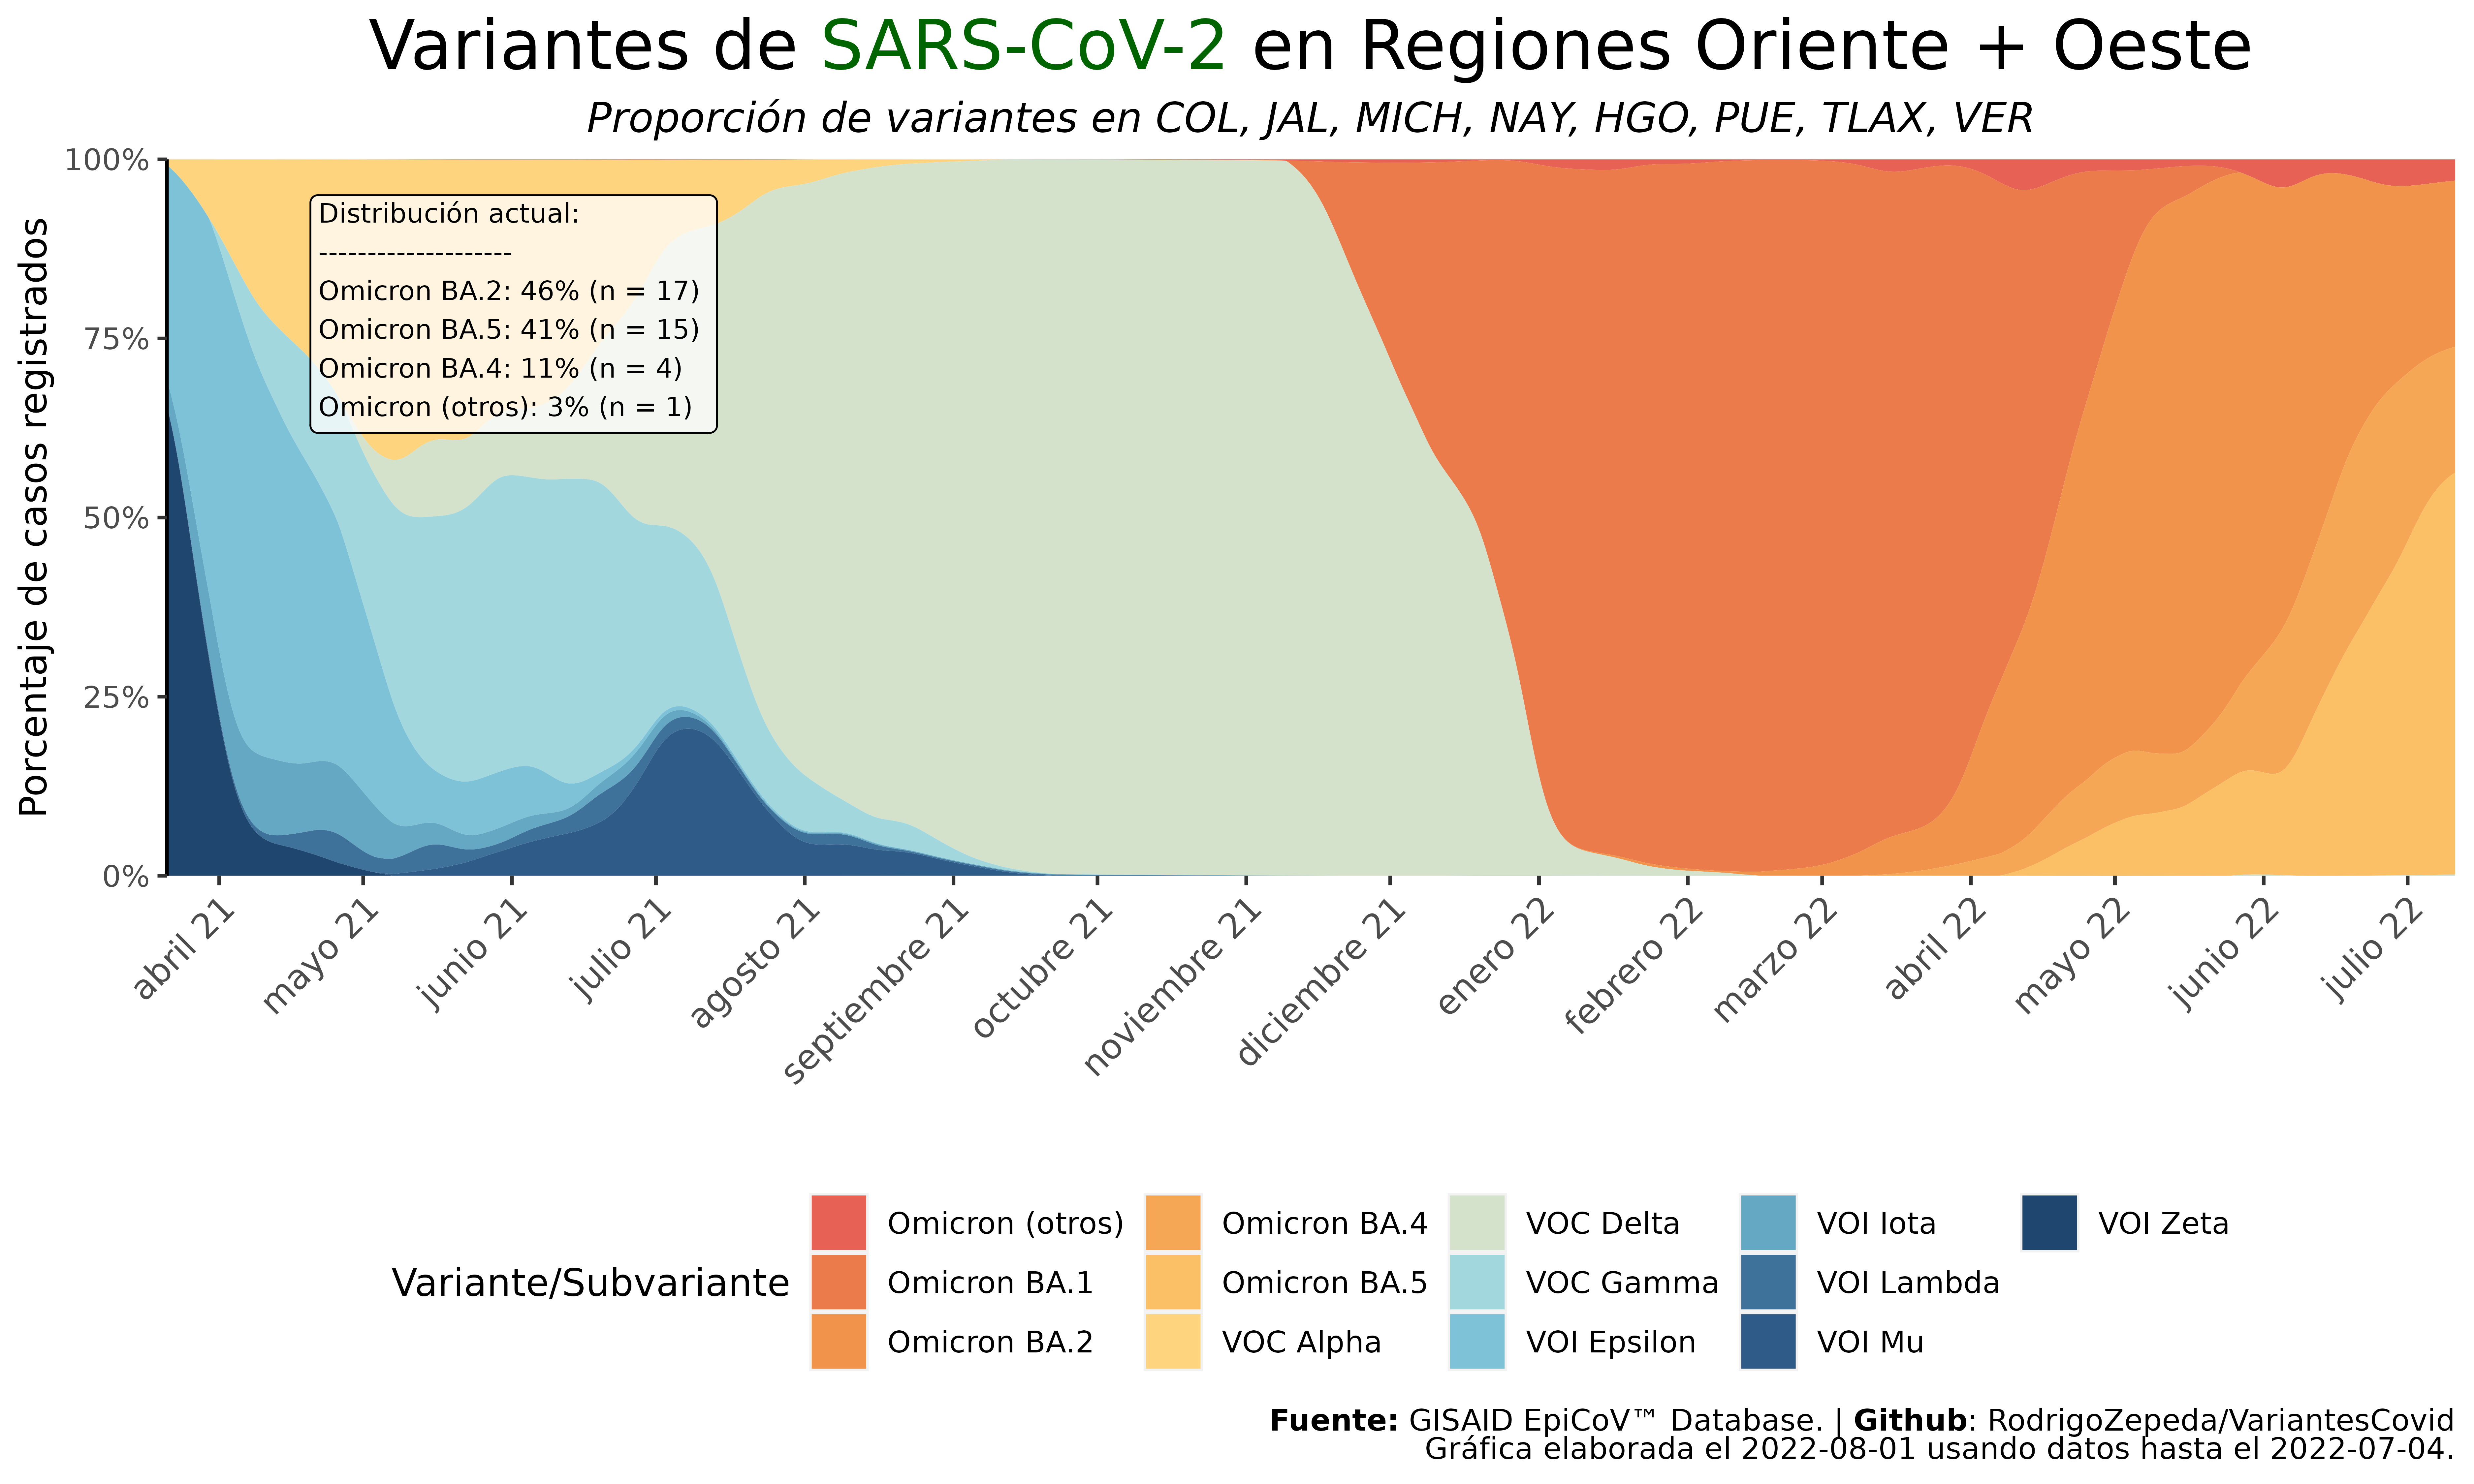 Variantes de SARS-CoV-2 en Regiones Oriente + Oeste
Proporción de variantes en COL, JAL, MICH, NAY, HGO, PUE, TLAX, VER
Porcentaje de casos registrados
100%
75%
50%
25%
0%
Distribución actual:
--------------------
Omicron BA.2: 46% (n = 17)
Omicron BA.5: 41% (n = 15)
Omicron BA.4: 11% (n = 4)
Omicron (otros): 3% (n = 1)
abril 21
mayo 21
junio 21
julio 21
agosto 21
septiembre 21
octubre 21
noviembre 21
diciembre 21
enero 22
febrero 22
marzo 22
abril 22
mayo 22
junio 22
julio 22
Variante/Subvariante
Omicron (otros)
Omicron BA.1
Omicron BA.2
Omicron BA.4
Omicron BA.5
VOC Alpha
VOC Delta
VOC Gamma
VOI Epsilon
VOI Iota
VOI Lambda
VOI Mu
VOI Zeta
Fuente: GISAID EpiCoV™ Database. | Github: RodrigoZepeda/VariantesCovid
Gráfica elaborada el 2022-08-01 usando datos hasta el 2022-07-04.